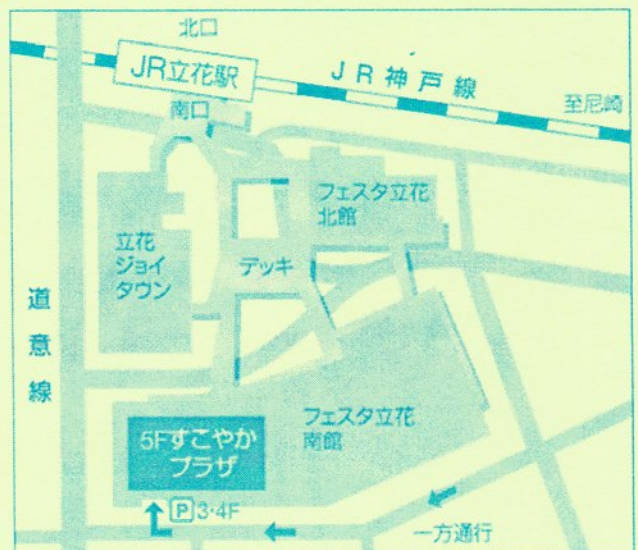 北口
JR立花駅
JR神戸線
南口
至尼崎
フェスタ立花
北館
立花
ジョイ
タウン
デッキ
道意線
フェスタ立花
南館
5Fすこやか
プラザ
P3・4F
一方通行